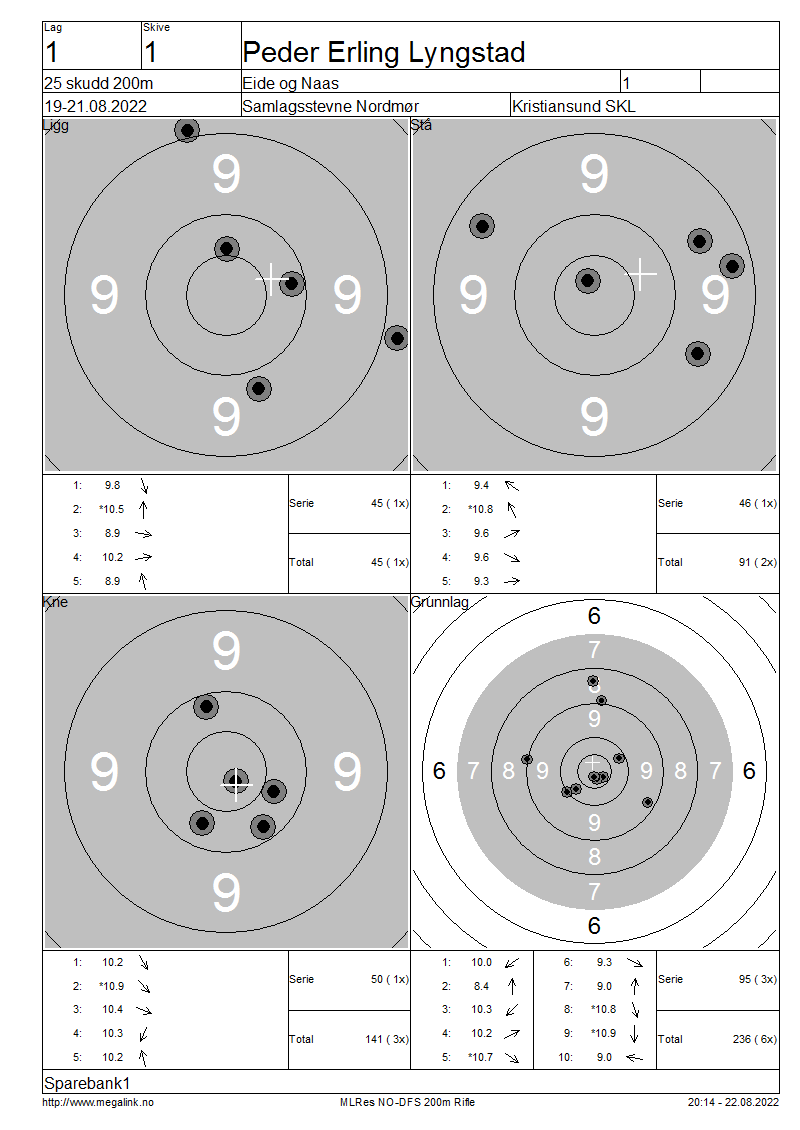 Lag
Skive
1
1
Peder Erling Lyngstad
25 skudd 200m
Eide og Naas
1
19-21.08.2022
Samlagsstevne Nordmør
Kristiansund SKL
Ligg
9
9 9
9
Stå
9
9 9
9
1: 9.8
2: *10.5
3: 8.9
4: 10.2
5: 8.9
Serie 45 ( 1x)
Total 45 ( 1x)
1: 9.4
2: *10.8
3: 9.6
4: 9.6
5: 9.3
Serie 46 ( 1x)
Total 91 ( 2x)
Kne
9
9 9
9
Grunnlag
6
7
8
9
6 7 8 9 9 8 7 6
9
8
7
6
1: 10.2
2: *10.9
3: 10.4
4: 10.3
5: 10.2
Serie 50 ( 1x)
Total 141 ( 3x)
1: 10.0
2: 8.4
3: 10.3
4: 10.2
5: *10.7
6: 9.3
7: 9.0
8: *10.8
9: *10.9
10: 9.0
Serie 95 ( 3x)
Total 236 ( 6x)
Sparebank1
http://www.megalink.no
MLRes NO-DFS 200m Rifle
20:14 - 22.08.2022